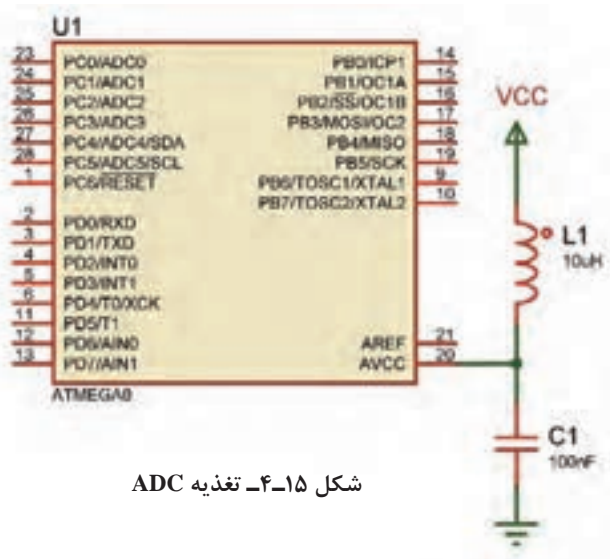 U1
23 PC0/ADC0
24 PC1/ADC1
25 PC2/ADC2
26 PC3/ADC3
27 PC4/ADC4/SDA
28 PC5/ADC5/SCL
1 PC6/RESET
2 PD0/RXD
3 PD1/TXD
4 PD2/INT0
5 PD3/INT1
6 PD4/T0/XCK
11 PD5/T1
12 PD6/AIN0
13 PD7/AIN1
PB0/ICP1 14
PB1/OC1A 15
PB2/SS/OC1B 16
PB3/MOSI/OC2 17
PB4/MISO 18
PB5/SCK 19
PB6/TOSC1/XTAL1 9
PB7/TOSC2/XTAL2 10
AREF 21
AVCC 20
ATMEGA8
VCC
L1
10uH
C1
100nF
شکل ۱۵ــ۴ــ تغذیه ADC